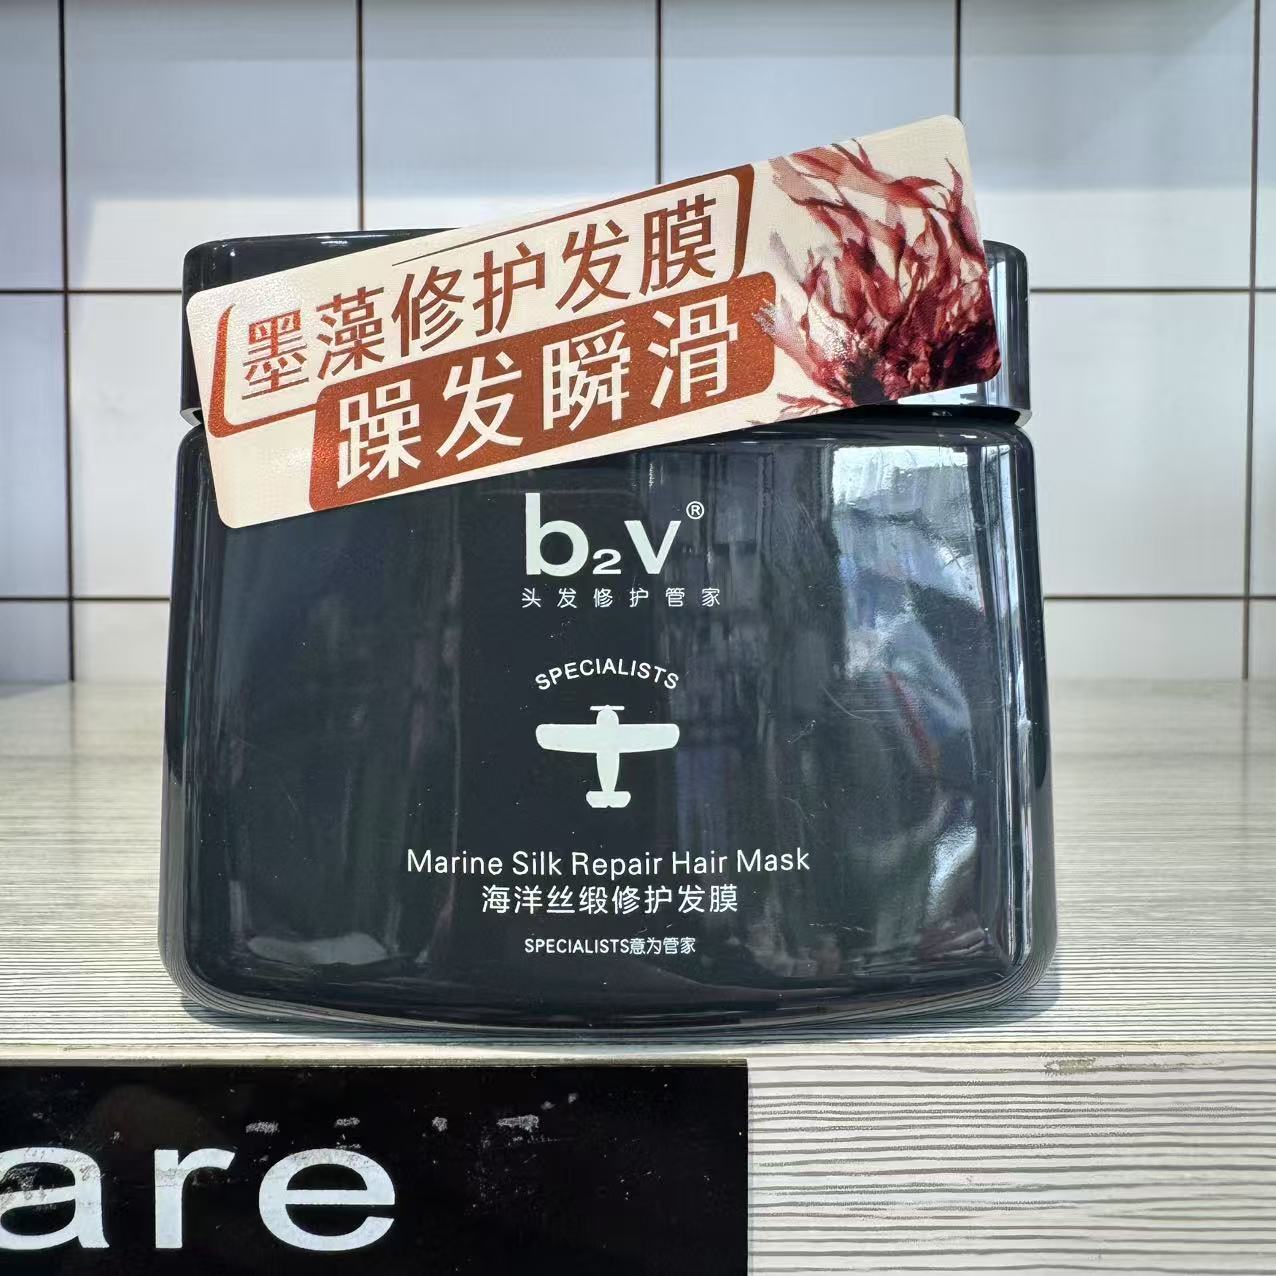 墨藻修护发膜
躁发瞬滑
b2v®
头发修护管家
SPECIALISTS
Marine Silk Repair Hair Mask
海洋丝缎修护发膜
SPECIALISTS意为管家
are